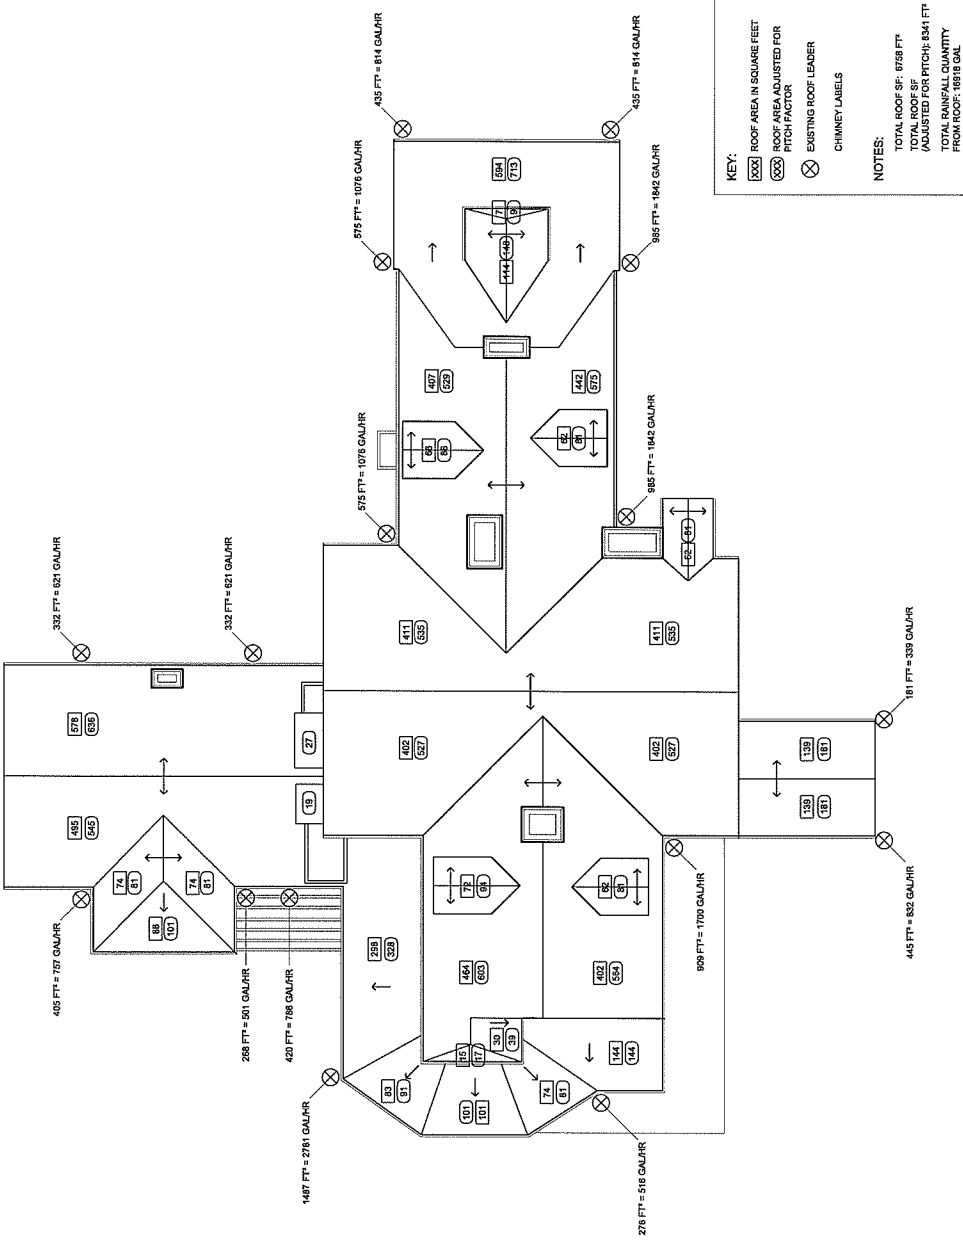 435 FT² = 814 GAL/HR
435 FT² = 814 GAL/HR
575 FT² = 1076 GAL/HR
985 FT² = 1842 GAL/HR
594
713
7
9
114
148
407
529
442
575
66
86
62
81
575 FT² = 1076 GAL/HR
985 FT² = 1842 GAL/HR
62
81
332 FT² = 621 GAL/HR
332 FT² = 621 GAL/HR
411
535
411
535
578
636
27
402
527
402
527
181 FT² = 339 GAL/HR
139
181
139
181
495
545
19
74
81
74
81
88
101
72
94
62
81
405 FT² = 757 GAL/HR
268 FT² = 501 GAL/HR
420 FT² = 786 GAL/HR
909 FT² = 1700 GAL/HR
445 FT² = 832 GAL/HR
298
328
464
603
402
564
15
17
30
39
144
144
83
91
101
101
74
81
1487 FT² = 2781 GAL/HR
276 FT² = 516 GAL/HR
KEY:
XXX ROOF AREA IN SQUARE FEET
XXX ROOF AREA ADJUSTED FOR
PITCH FACTOR
EXISTING ROOF LEADER
CHIMNEY LABELS
NOTES:
TOTAL ROOF SF: 6758 FT²
TOTAL ROOF SF
(ADJUSTED FOR PITCH): 8341 FT²
TOTAL RAINFALL QUANTITY
FROM ROOF: 16918 GAL